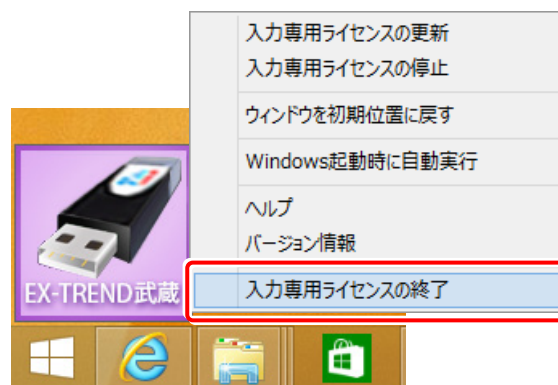 入力専用ライセンスの更新
入力専用ライセンスの停止
ウィンドウを初期位置に戻す
Windows起動時に自動実行
ヘルプ
バージョン情報
入力専用ライセンスの終了
EX-TREND武蔵